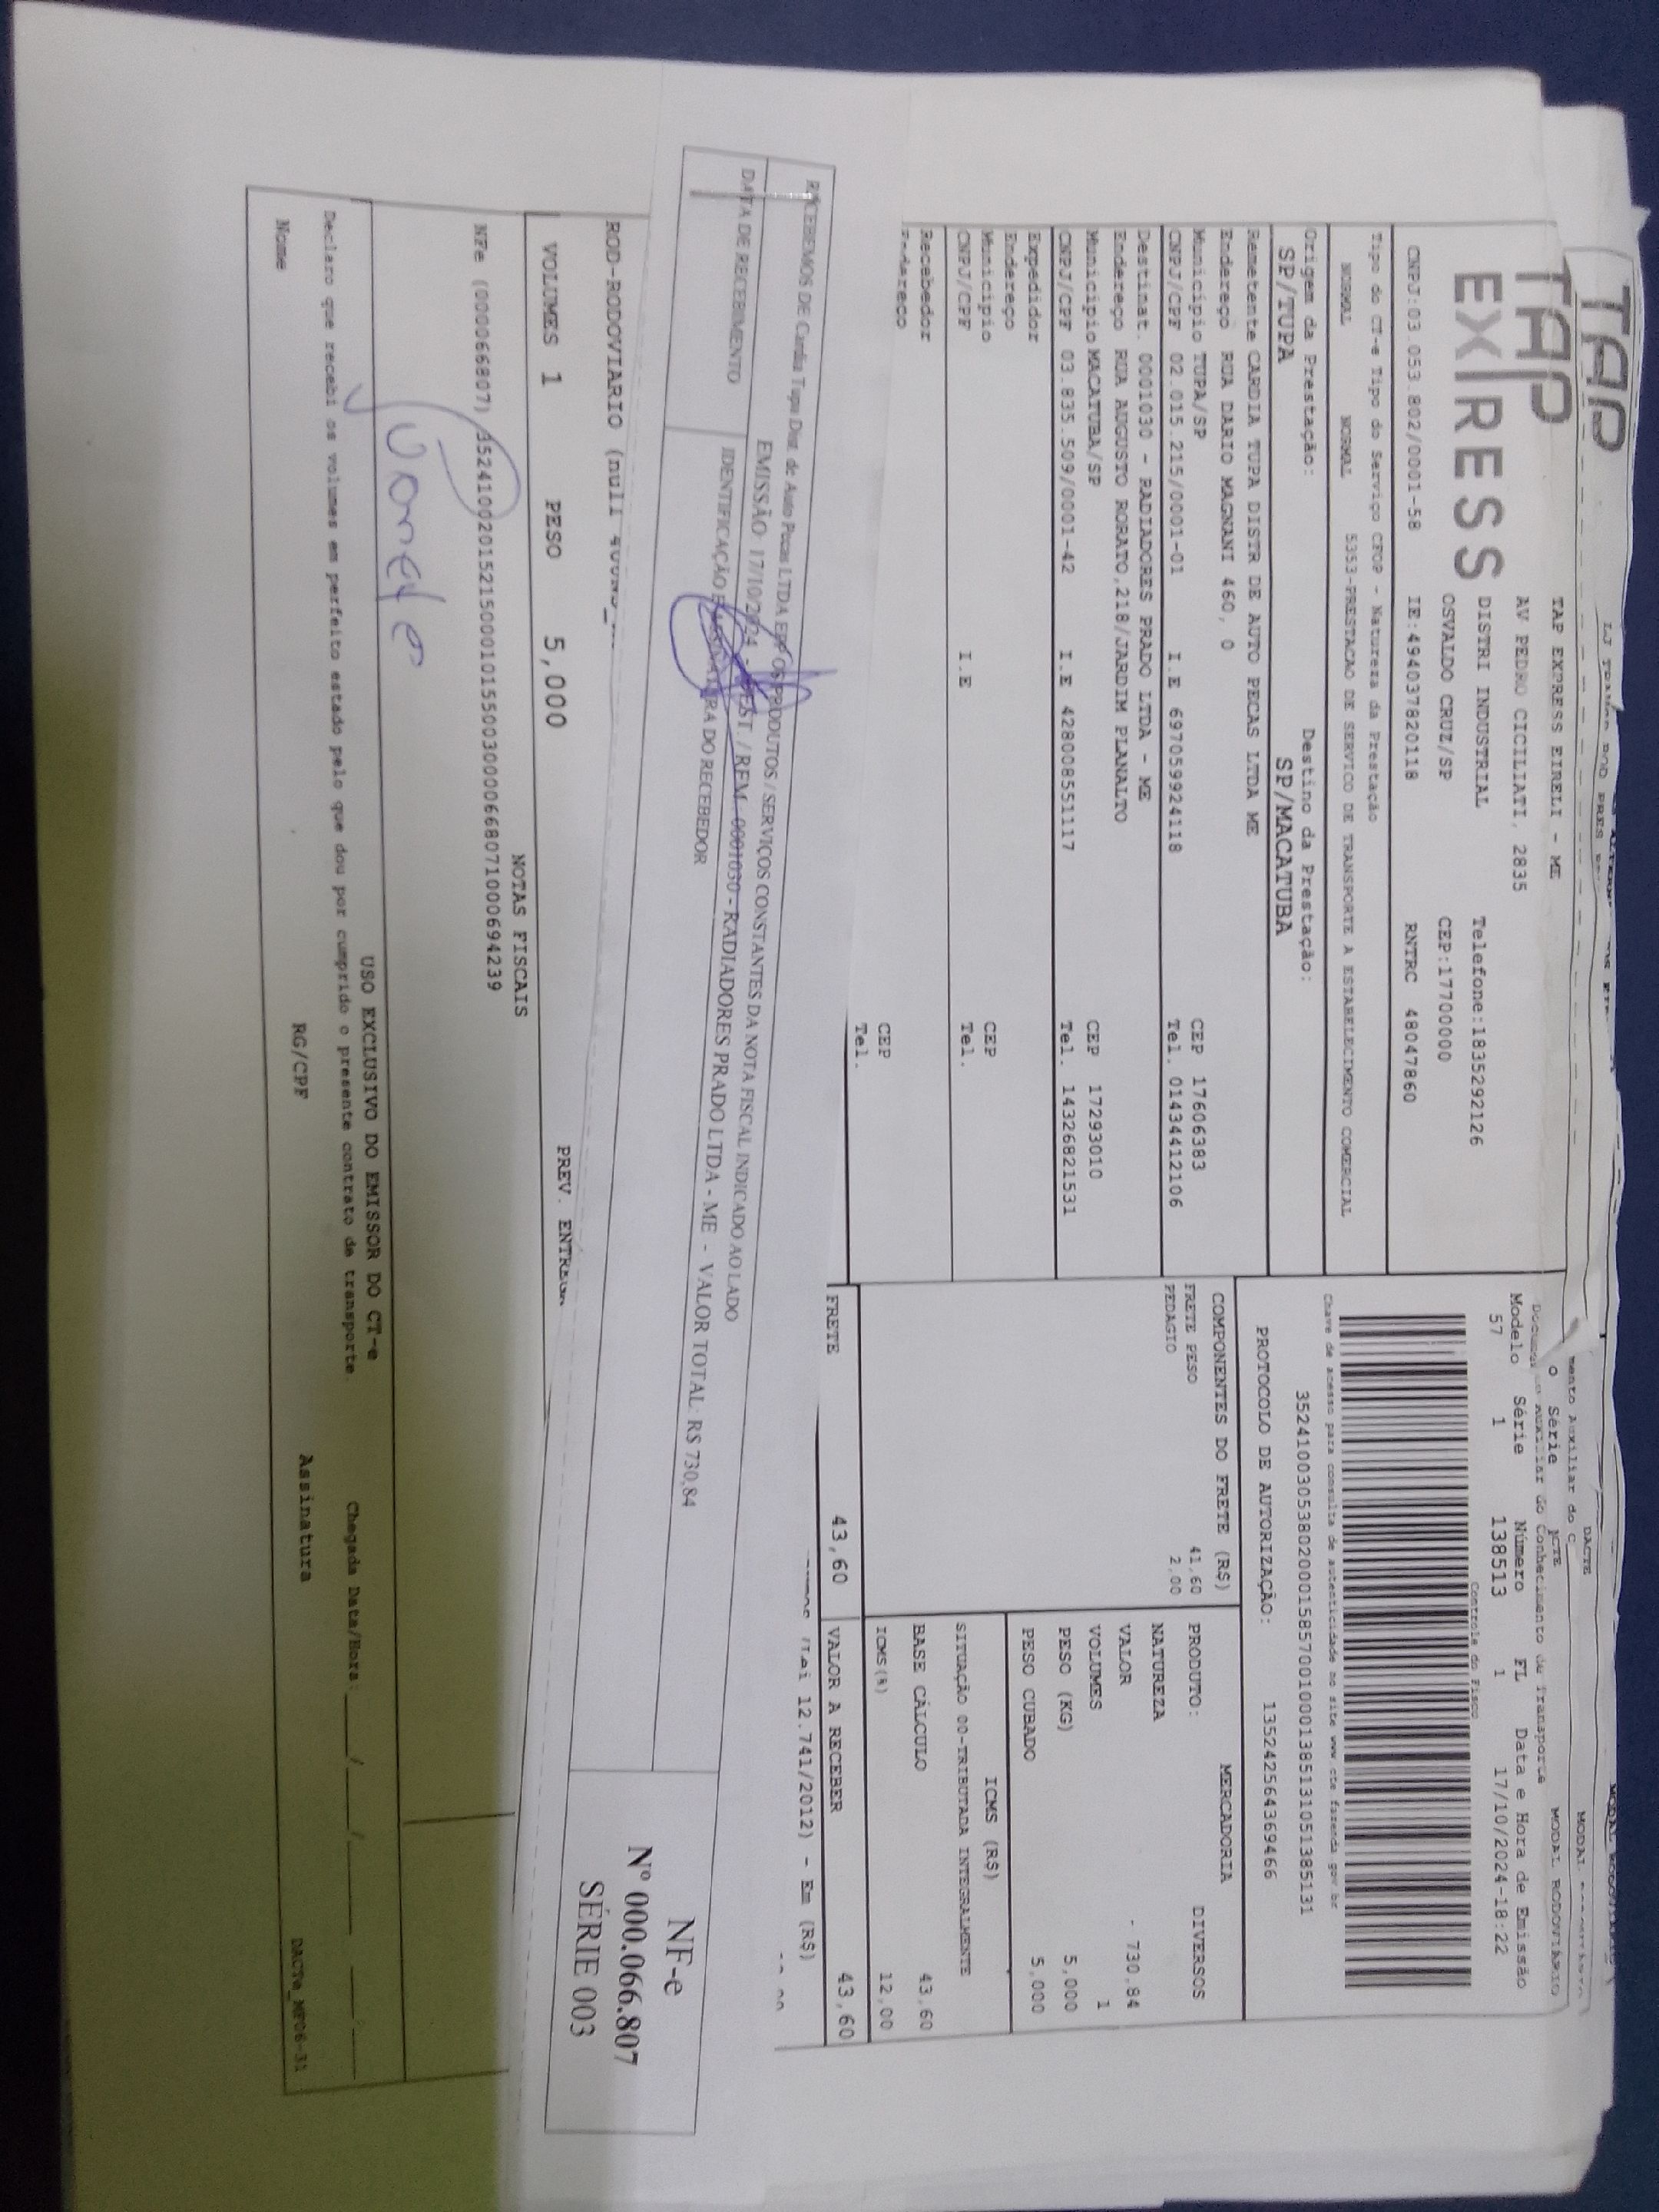 TAP
TAP
EXPRESS
TAP EXPRESS EIRELI - ME
AV PEDRO CICILIATI, 2835
DISTRI INDUSTRIAL
Telefone:1835292126
OSVALDO CRUZ/SP
CEP:17700000
CNPJ:03.053.802/0001-58 IE:494037820118 RNTRC 48047860
Tipo do CT-e Tipo do Serviço CFOP - Natureza da Prestação
NORMAL NORMAL 5353-PRESTACAO DE SERVICO DE TRANSPORTE A ESTABELECIMENTO COMERCIAL
Origem da Prestação: Destino da Prestação:
SP/TUPA SP/MACATUBA
Remetente CARDIA TUPA DISTR DE AUTO PECAS LTDA ME
Endereço RUA DARIO MAGNANI 460, 0
Município TUPA/SP CEP 17606383
CNPJ/CPF 02.015.215/0001-01 I.E 697059924118 Tel. 01434412106
Destinat. 0001030 - RADIADORES PRADO LTDA - ME
Endereço RUA AUGUSTO RORATO,218/JARDIM PLANALTO
Município MACATUBA/SP CEP 17293010
CNPJ/CPF 03.835.509/0001-42 I.E 428008551117 Tel. 14326821531
Expedidor
Endereço
Município CEP
CNPJ/CPF I.E Tel.
Recebedor
Endereço
CEP
Tel.
DACTE
Série
Modelo Série Número FL Data e Hora de Emissão
57 1 138513 1 17/10/2024-18:22
MODAL RODOVIÁRIO
Controle do Fisco
Chave de acesso para consulta de autenticidade no site www cte fazenda gov br
35241003053802000158570010001385131051385131
PROTOCOLO DE AUTORIZAÇÃO: 135242564369466
COMPONENTES DO FRETE (R$)
FRETE PESO 41,60
PEDAGIO 2,00
MERCADORIA
PRODUTO: DIVERSOS
NATUREZA
VALOR - 730,84
VOLUMES 1
PESO (KG) 5,000
PESO CUBADO 5,000
ICMS (R$)
SITUAÇÃO 00-TRIBUTADA INTEGRALMENTE
BASE CÁLCULO 43,60
ICMS(%) 12,00
FRETE 43,60 VALOR A RECEBER 43,60
12.741/2012) - Em (R$)
RECEBEMOS DE Cardia Tupa Dist. de Auto Pecas LTDA EPP OS PRODUTOS / SERVIÇOS CONSTANTES DA NOTA FISCAL INDICADO AO LADO
EMISSÃO: 17/10/2024 - DEST. / REM. 0001030 - RADIADORES PRADO LTDA - ME - VALOR TOTAL: R$ 730,84
DATA DE RECEBIMENTO IDENTIFICAÇÃO E ASSINATURA DO RECEBEDOR
NF-e
Nº 000.066.807
SÉRIE 003
ROD-RODOVIARIO (null
VOLUMES 1 PESO 5,000 PREV.
NOTAS FISCAIS
NFe (000066807) 35241002015215000101550030000668071000694239
USO EXCLUSIVO DO EMISSOR DO CT-e
Declaro que recebi os volumes em perfeito estado pelo que dou por cumprido o presente contrato de transporte. Chegada Data/Hora:____/____/____
Nome RG/CPF Assinatura
DACTe_MF06-31